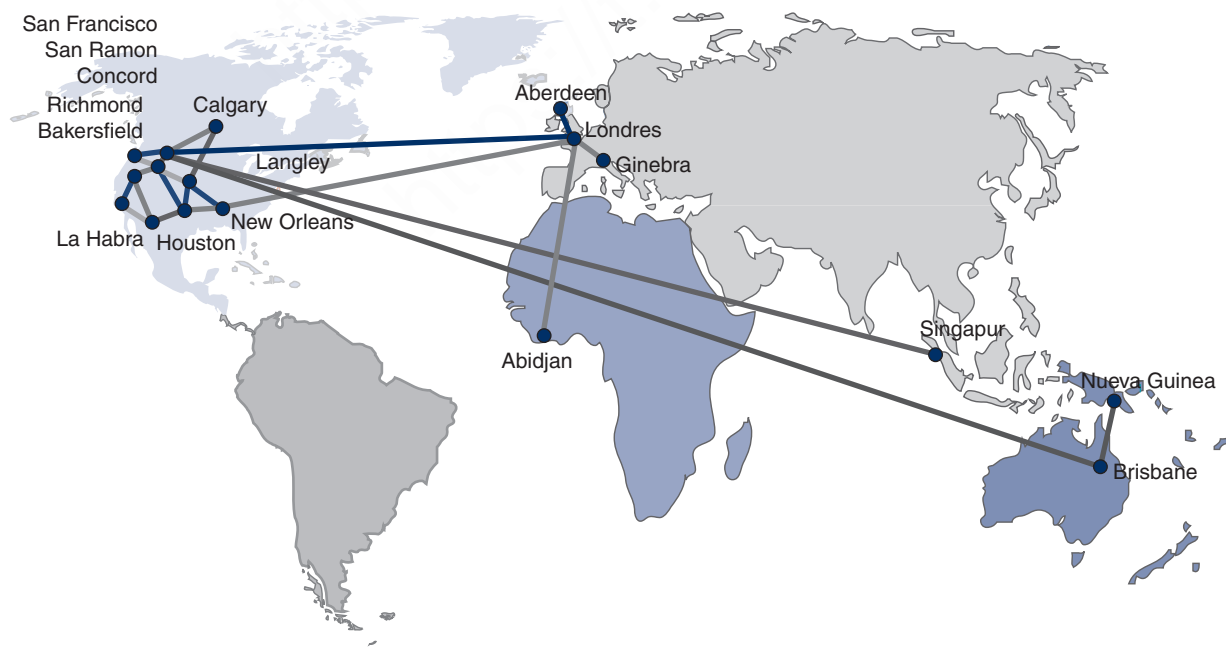 San Francisco
San Ramon
Concord
Richmond
Bakersfield
Calgary
Langley
La Habra
Houston
New Orleans
Aberdeen
Londres
Ginebra
Abidjan
Singapur
Nueva Guinea
Brisbane